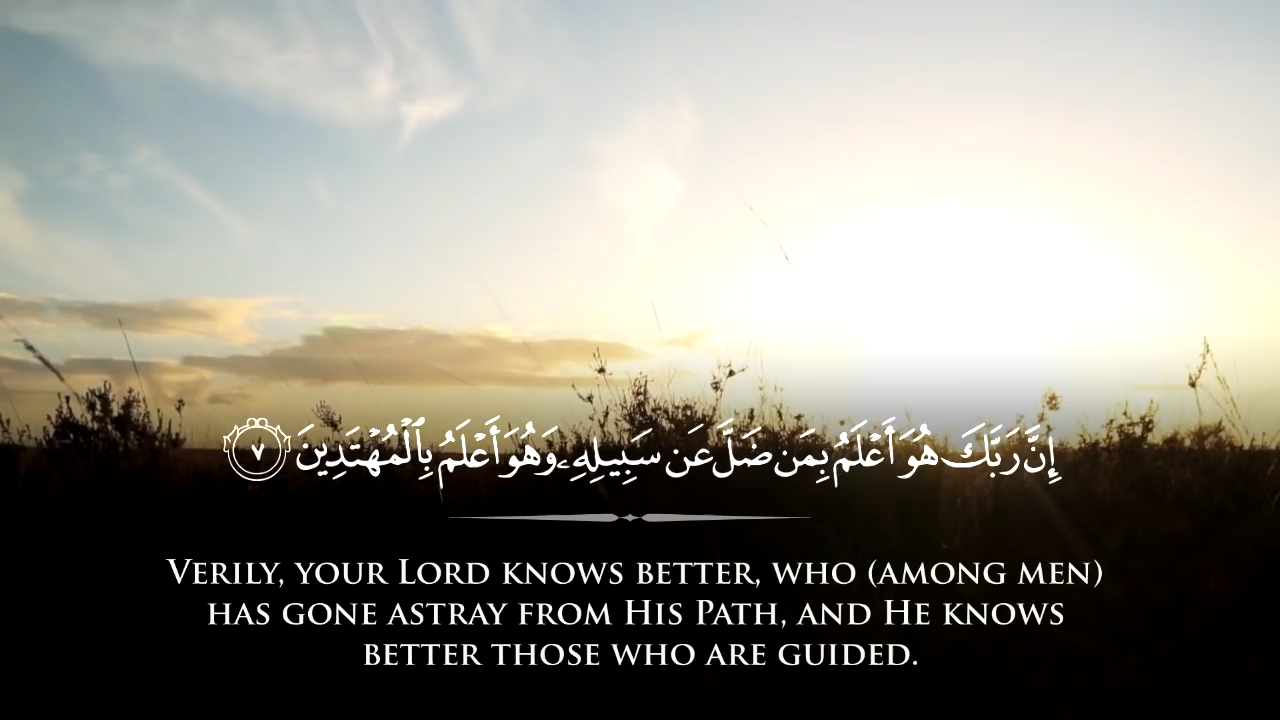 إِنَّ رَبَّكَ هُوَ أَعْلَمُ بِمَن ضَلَّ عَن سَبِيلِهِۦ وَهُوَ أَعْلَمُ بِٱلْمُهْتَدِينَ ٧
Verily, your Lord knows better, who (among men)
has gone astray from His Path, and He knows
better those who are guided.